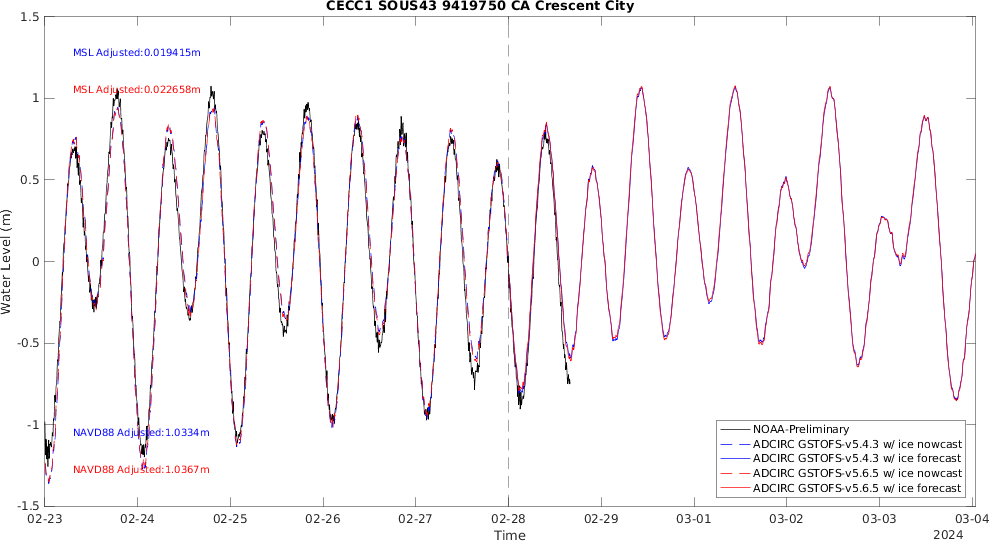 CECC1 SOUS43 9419750 CA Crescent City
1.5
MSL Adjusted:0.019415m
1
MSL Adjusted:0.022658m
0.5
Water Level (m)
0
-0.5
-1
NAVD88 Adjusted:1.0334m
NAVD88 Adjusted:1.0367m
-1.5
NOAA-Preliminary
ADCIRC GSTOFS-v5.4.3 w/ ice nowcast
ADCIRC GSTOFS-v5.4.3 w/ ice forecast
ADCIRC GSTOFS-v5.6.5 w/ ice nowcast
ADCIRC GSTOFS-v5.6.5 w/ ice forecast
02-23 02-24 02-25 02-26 02-27 02-28 02-29 03-01 03-02 03-03 03-04
Time
2024